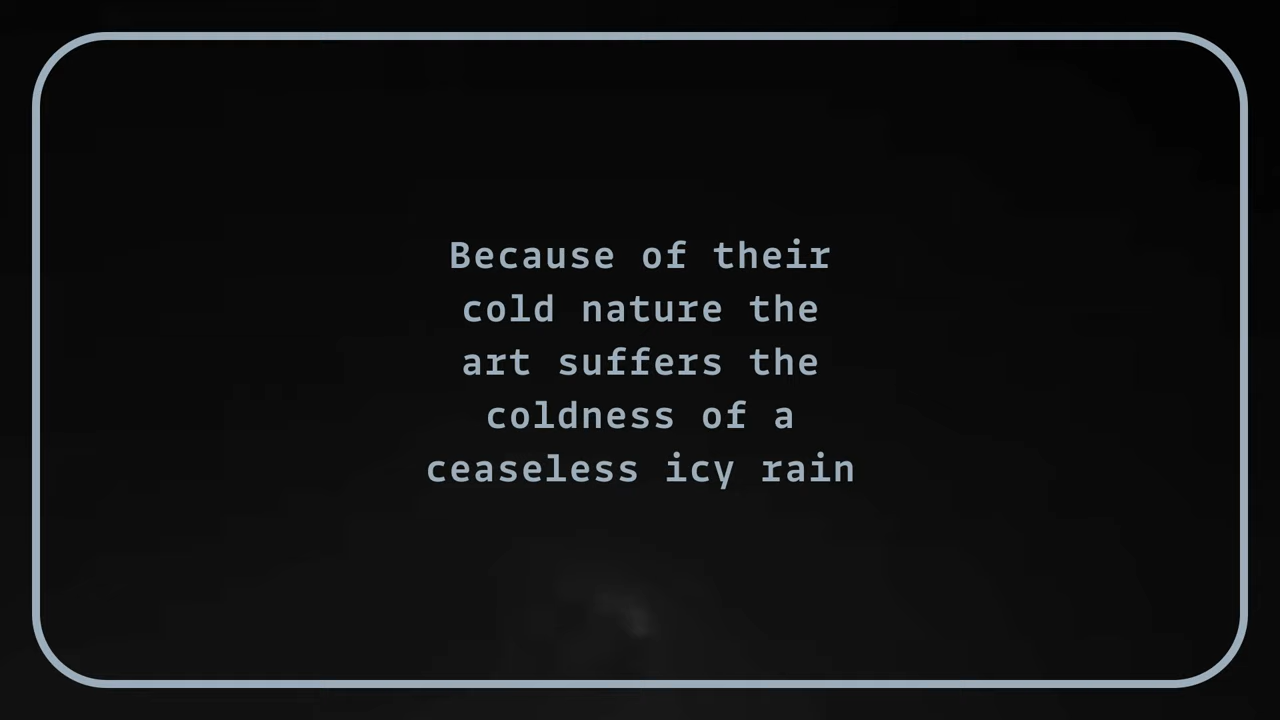 Because of their
cold nature the
art suffers the
coldness of a
ceaseless icy rain